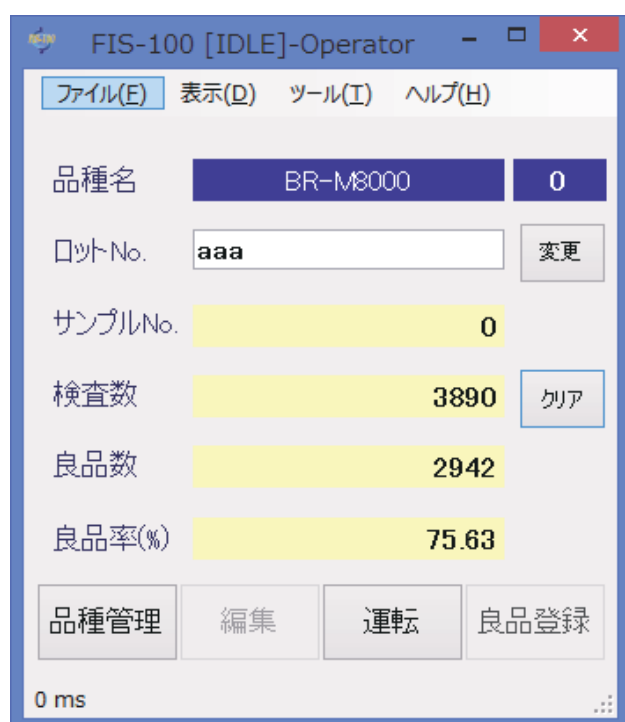 FIS-100 [IDLE]-Operator
ファイル(F) 表示(D) ツール(T) ヘルプ(H)
品種名 BR-M8000 0
ロットNo. aaa 変更
サンプルNo. 0
検査数 3890 クリア
良品数 2942
良品率(%) 75.63
品種管理 編集 運転 良品登録
0 ms